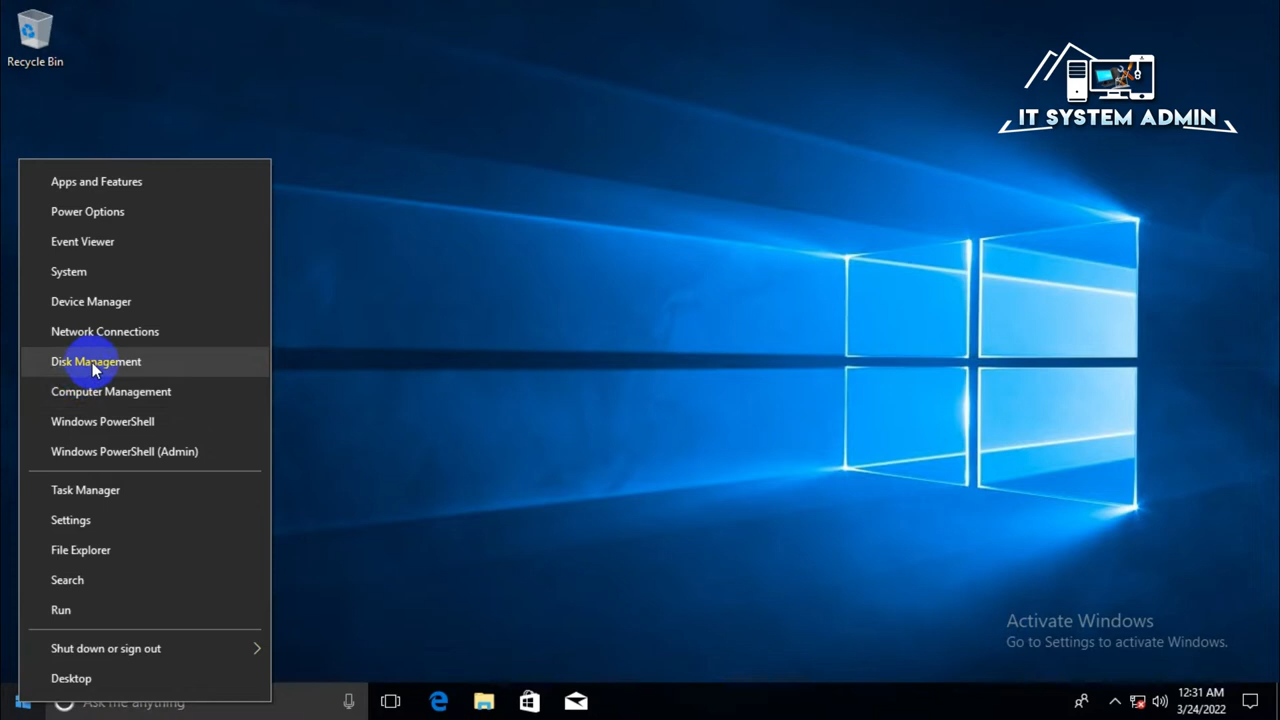 Recycle Bin
IT SYSTEM ADMIN
Apps and Features
Power Options
Event Viewer
System
Device Manager
Network Connections
Disk Management
Computer Management
Windows PowerShell
Windows PowerShell (Admin)
Task Manager
Settings
File Explorer
Search
Run
Shut down or sign out
Desktop
Activate Windows
Go to Settings to activate Windows.
Ask me anything
12:31 AM
3/24/2022